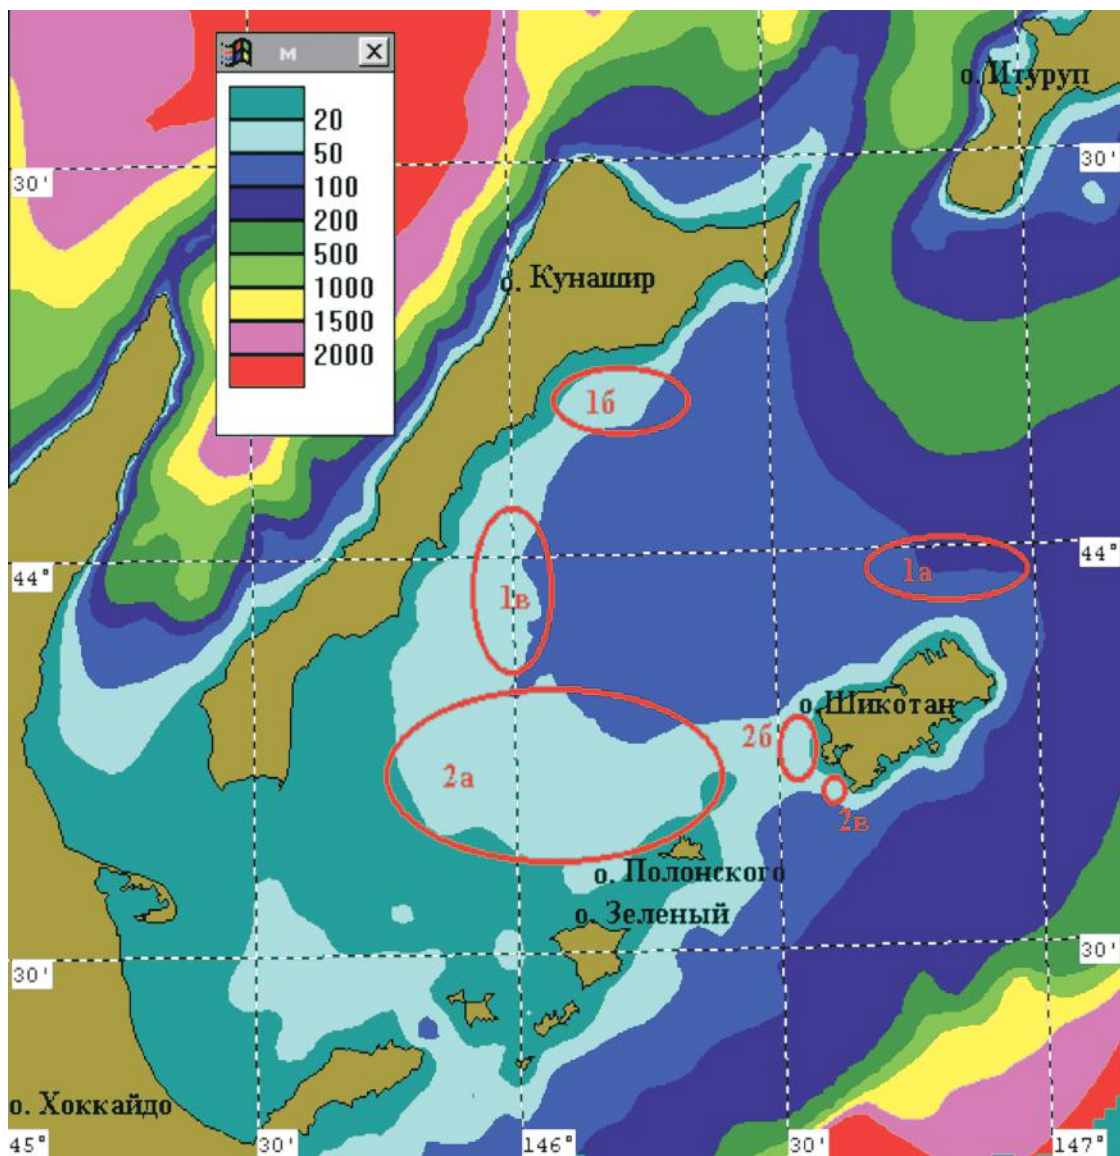 м
20
50
100
200
500
1000
1500
2000
о. Итуруп
30'
30'
о. Кунашир
1б
44°
44°
1а
1в
о. Шикотан
2б
2а
2в
о. Полонского
о. Зеленый
30'
30'
о. Хоккайдо
45°
30'
146°
30'
147°